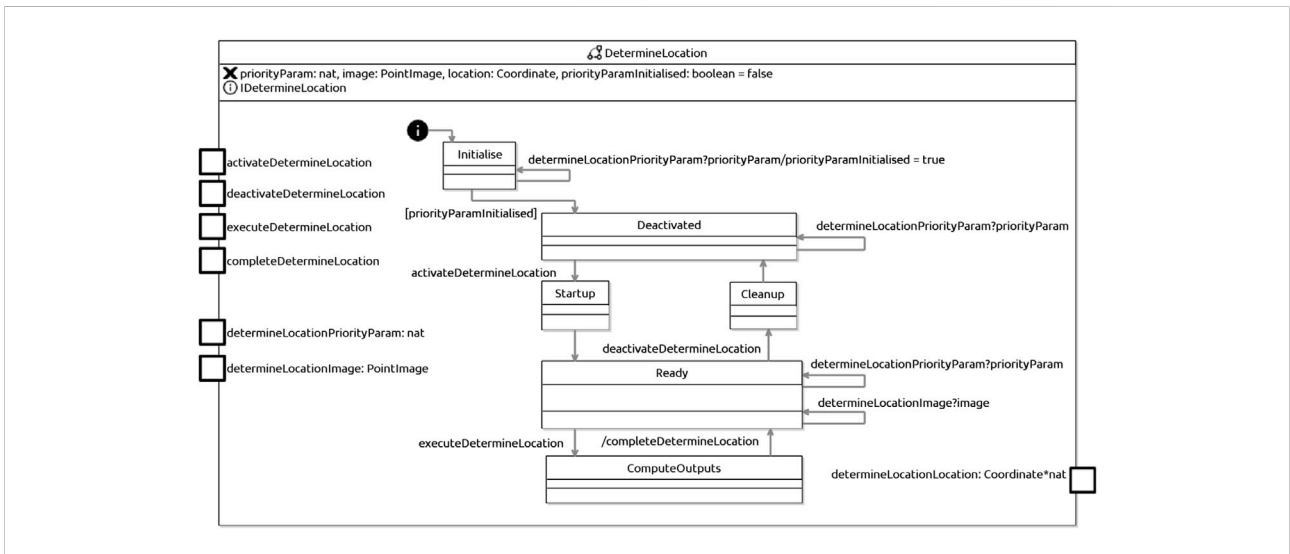 DetermineLocation
priorityParam: nat, image: PointImage, location: Coordinate, priorityParamInitialised: boolean = false
i IDetermineLocation
i
Initialise
determineLocationPriorityParam?priorityParam/priorityParamInitialised = true
activateDetermineLocation
deactivateDetermineLocation
executeDetermineLocation
completeDetermineLocation
determineLocationPriorityParam: nat
determineLocationImage: PointImage
[priorityParamInitialised]
Deactivated
determineLocationPriorityParam?priorityParam
activateDetermineLocation
Startup
Cleanup
deactivateDetermineLocation
Ready
determineLocationPriorityParam?priorityParam
determineLocationImage?image
executeDetermineLocation
/completeDetermineLocation
ComputeOutputs
determineLocationLocation: Coordinate*nat